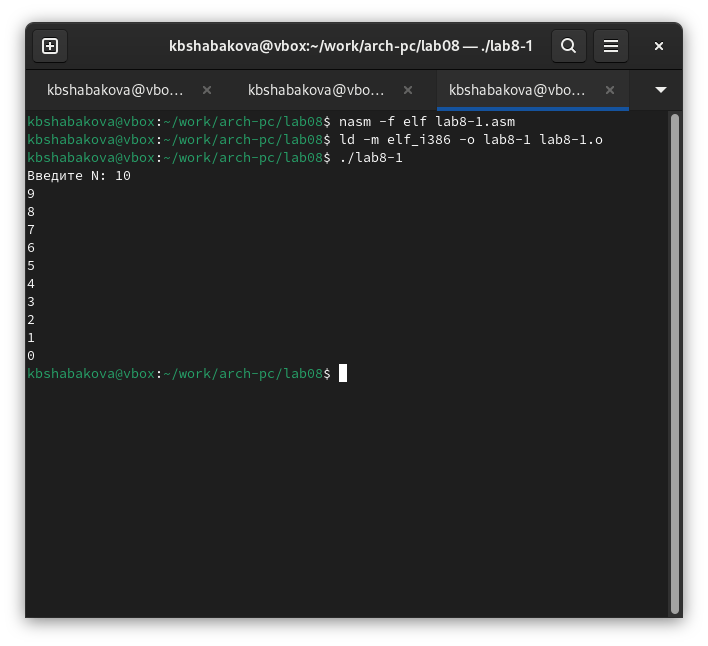 kbshabakova@vbox:~/work/arch-pc/lab08 — ./lab8-1
kbshabakova@vbo... kbshabakova@vbo... kbshabakova@vbo...
kbshabakova@vbox:~/work/arch-pc/lab08$ nasm -f elf lab8-1.asm
kbshabakova@vbox:~/work/arch-pc/lab08$ ld -m elf_i386 -o lab8-1 lab8-1.o
kbshabakova@vbox:~/work/arch-pc/lab08$ ./lab8-1
Введите N: 10
9
8
7
6
5
4
3
2
1
0
kbshabakova@vbox:~/work/arch-pc/lab08$